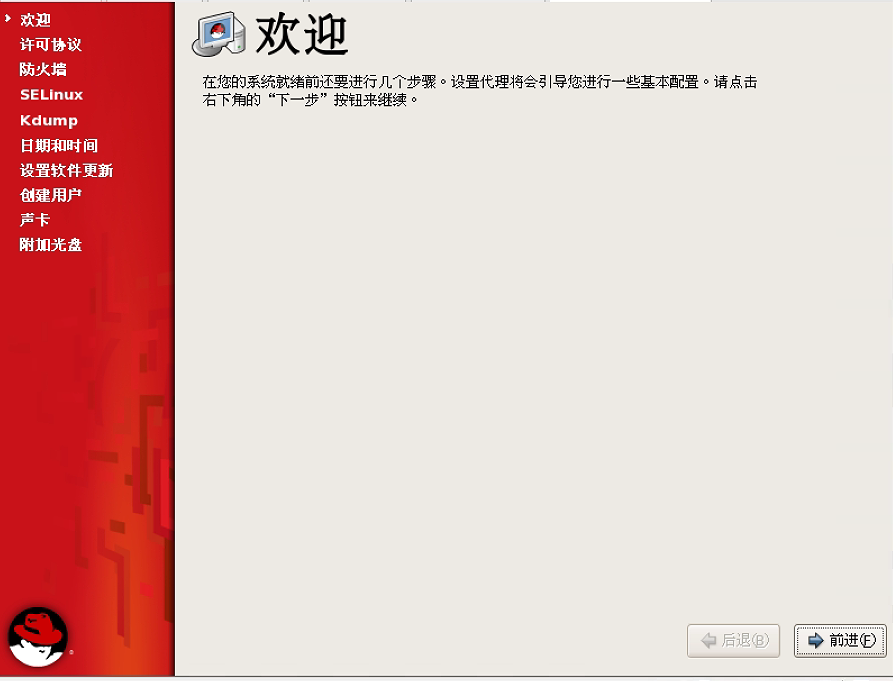 欢迎
许可协议
防火墙
SELinux
Kdump
日期和时间
设置软件更新
创建用户
声卡
附加光盘
欢迎
在您的系统就绪前还要进行几个步骤。设置代理将会引导您进行一些基本配置。请点击
右下角的“下一步”按钮来继续。
后退(B)
前进(F)